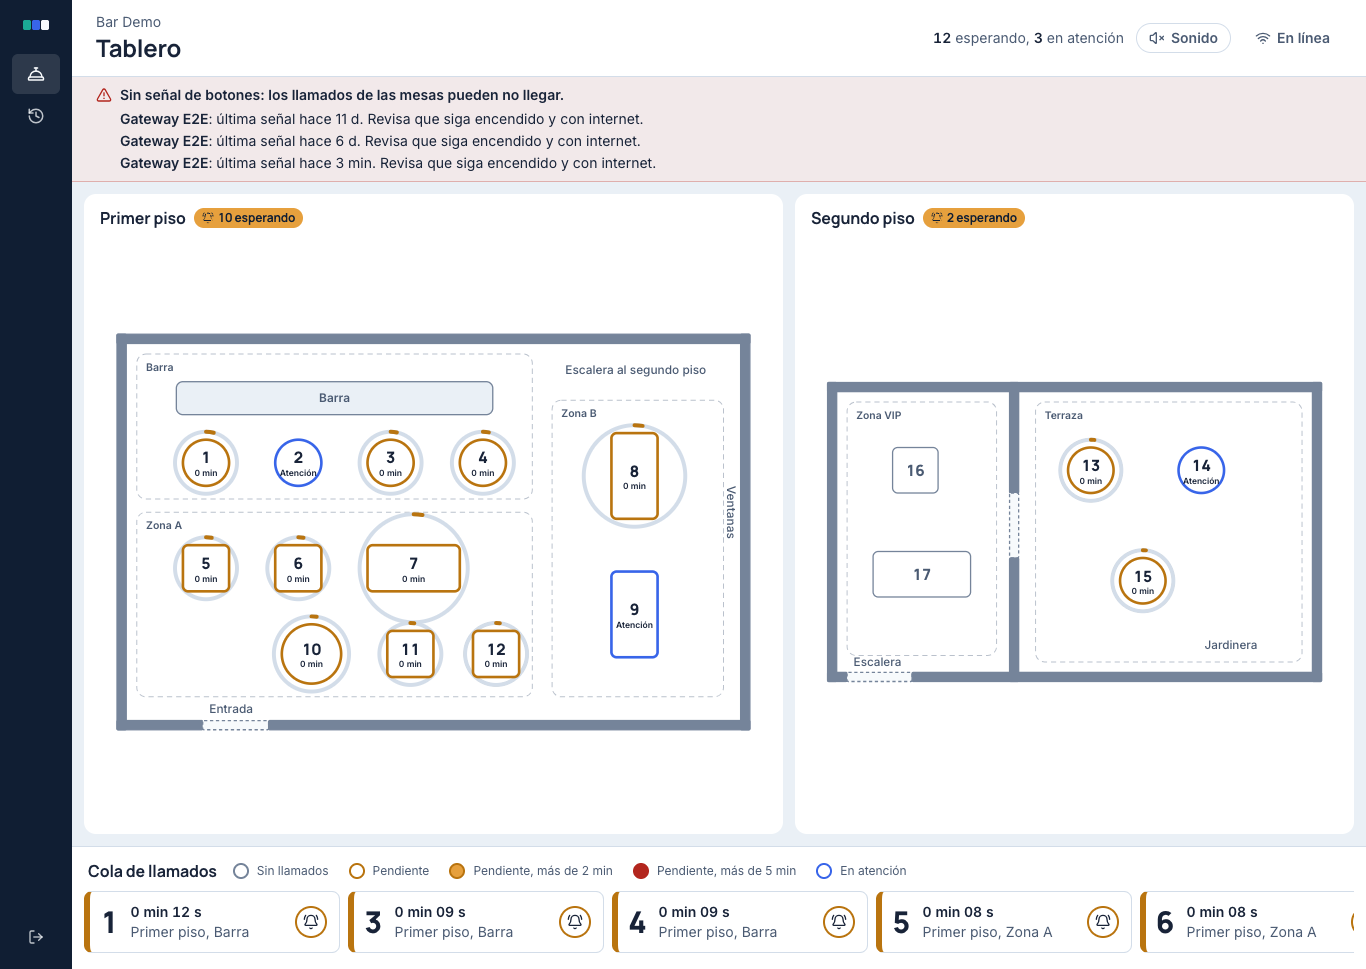 Bar Demo
Tablero
12 esperando, 3 en atención
Sonido
En línea
Sin señal de botones: los llamados de las mesas pueden no llegar.
Gateway E2E: última señal hace 11 d. Revisa que siga encendido y con internet.
Gateway E2E: última señal hace 6 d. Revisa que siga encendido y con internet.
Gateway E2E: última señal hace 3 min. Revisa que siga encendido y con internet.
Primer piso
10 esperando
Barra
Barra
Escalera al segundo piso
1
0 min
2
Atención
3
0 min
4
0 min
Zona B
8
0 min
Ventanas
9
Atención
Zona A
5
0 min
6
0 min
7
0 min
10
0 min
11
0 min
12
0 min
Entrada
Segundo piso
2 esperando
Zona VIP
16
17
Escalera
Terraza
13
0 min
14
Atención
15
0 min
Jardinera
Cola de llamados
Sin llamados
Pendiente
Pendiente, más de 2 min
Pendiente, más de 5 min
En atención
1
0 min 12 s
Primer piso, Barra
3
0 min 09 s
Primer piso, Barra
4
0 min 09 s
Primer piso, Barra
5
0 min 08 s
Primer piso, Zona A
6
0 min 08 s
Primer piso, Zona A